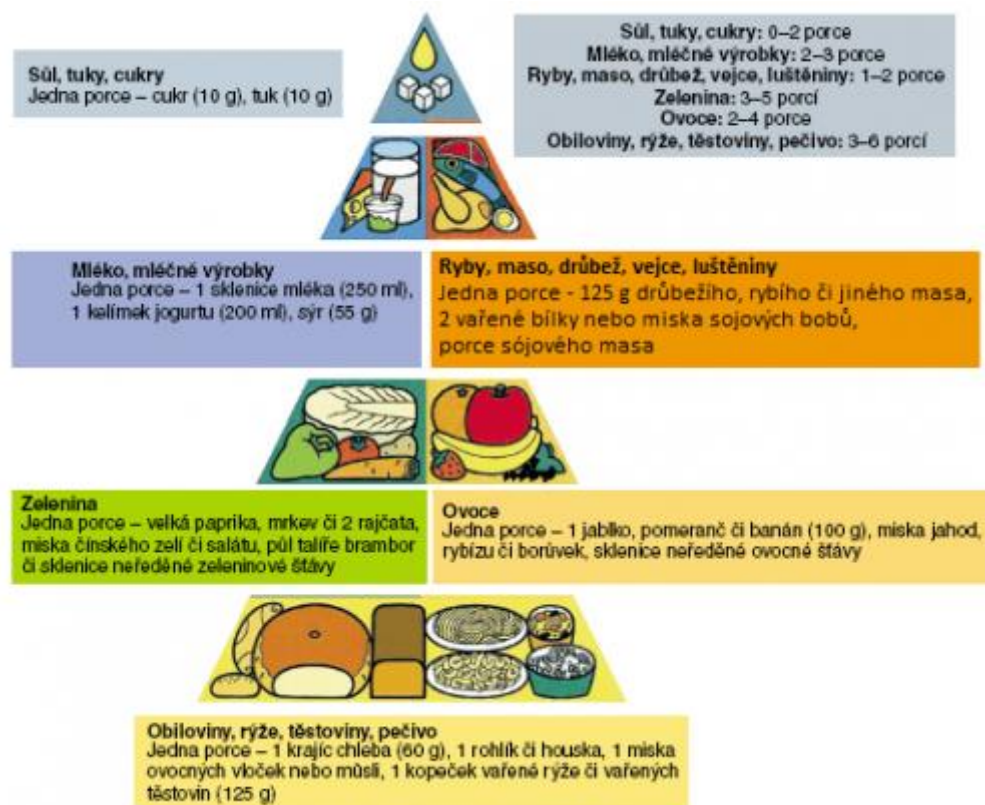 Sůl, tuky, cukry
Jedna porce – cukr (10 g), tuk (10 g)
Sůl, tuky, cukry: 0–2 porce
Mléko, mléčné výrobky: 2–3 porce
Ryby, maso, drůbež, vejce, luštěniny: 1–2 porce
Zelenina: 3–5 porcí
Ovoce: 2–4 porce
Obiloviny, rýže, těstoviny, pečivo: 3–6 porcí
Mléko, mléčné výrobky
Jedna porce – 1 sklenice mléka (250 ml),
1 kelímek jogurtu (200 ml), sýr (55 g)
Ryby, maso, drůbež, vejce, luštěniny
Jedna porce - 125 g drůbežího, rybího či jiného masa,
2 vařené bílky nebo miska sojových bobů,
porce sójového masa
Zelenina
Jedna porce – velká paprika, mrkev či 2 rajčata,
miska čínského zelí či salátu, půl talíře brambor
či sklenice neředěné zeleninové šťávy
Ovoce
Jedna porce – 1 jablko, pomeranč či banán (100 g), miska jahod,
rybízu či borůvek, sklenice neředěné ovocné šťávy
Obiloviny, rýže, těstoviny, pečivo
Jedna porce – 1 krajíc chleba (60 g), 1 rohlík či houska, 1 miska
ovocných vloček nebo műsli, 1 kopeček vařené rýže či vařených
těstovin (125 g)